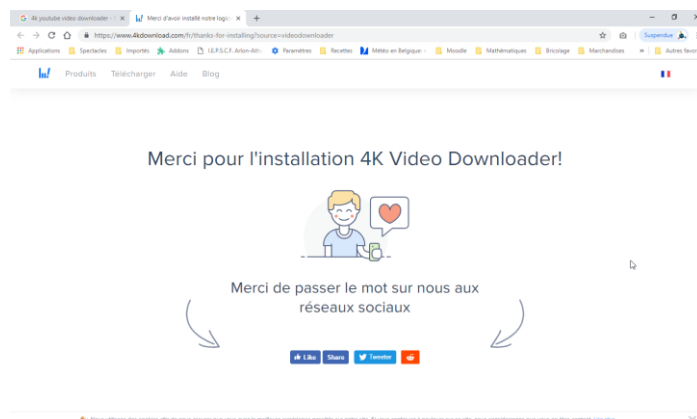 4k youtube video downloader -
Merci d'avoir installé notre logic
https://www.4kdownload.com/fr/thanks-for-installing?source=videodownloader
Suspendue
Applications Spectacles Importés Addons I.E.P.S.C.F. Arlon-Ath Paramètres Recettes Météo en Belgique - Moodle Mathématiques Bricolage Marchandises » Autres favor
Produits Télécharger Aide Blog
Merci pour l'installation 4K Video Downloader!
Merci de passer le mot sur nous aux
réseaux sociaux
Like Share Tweeter